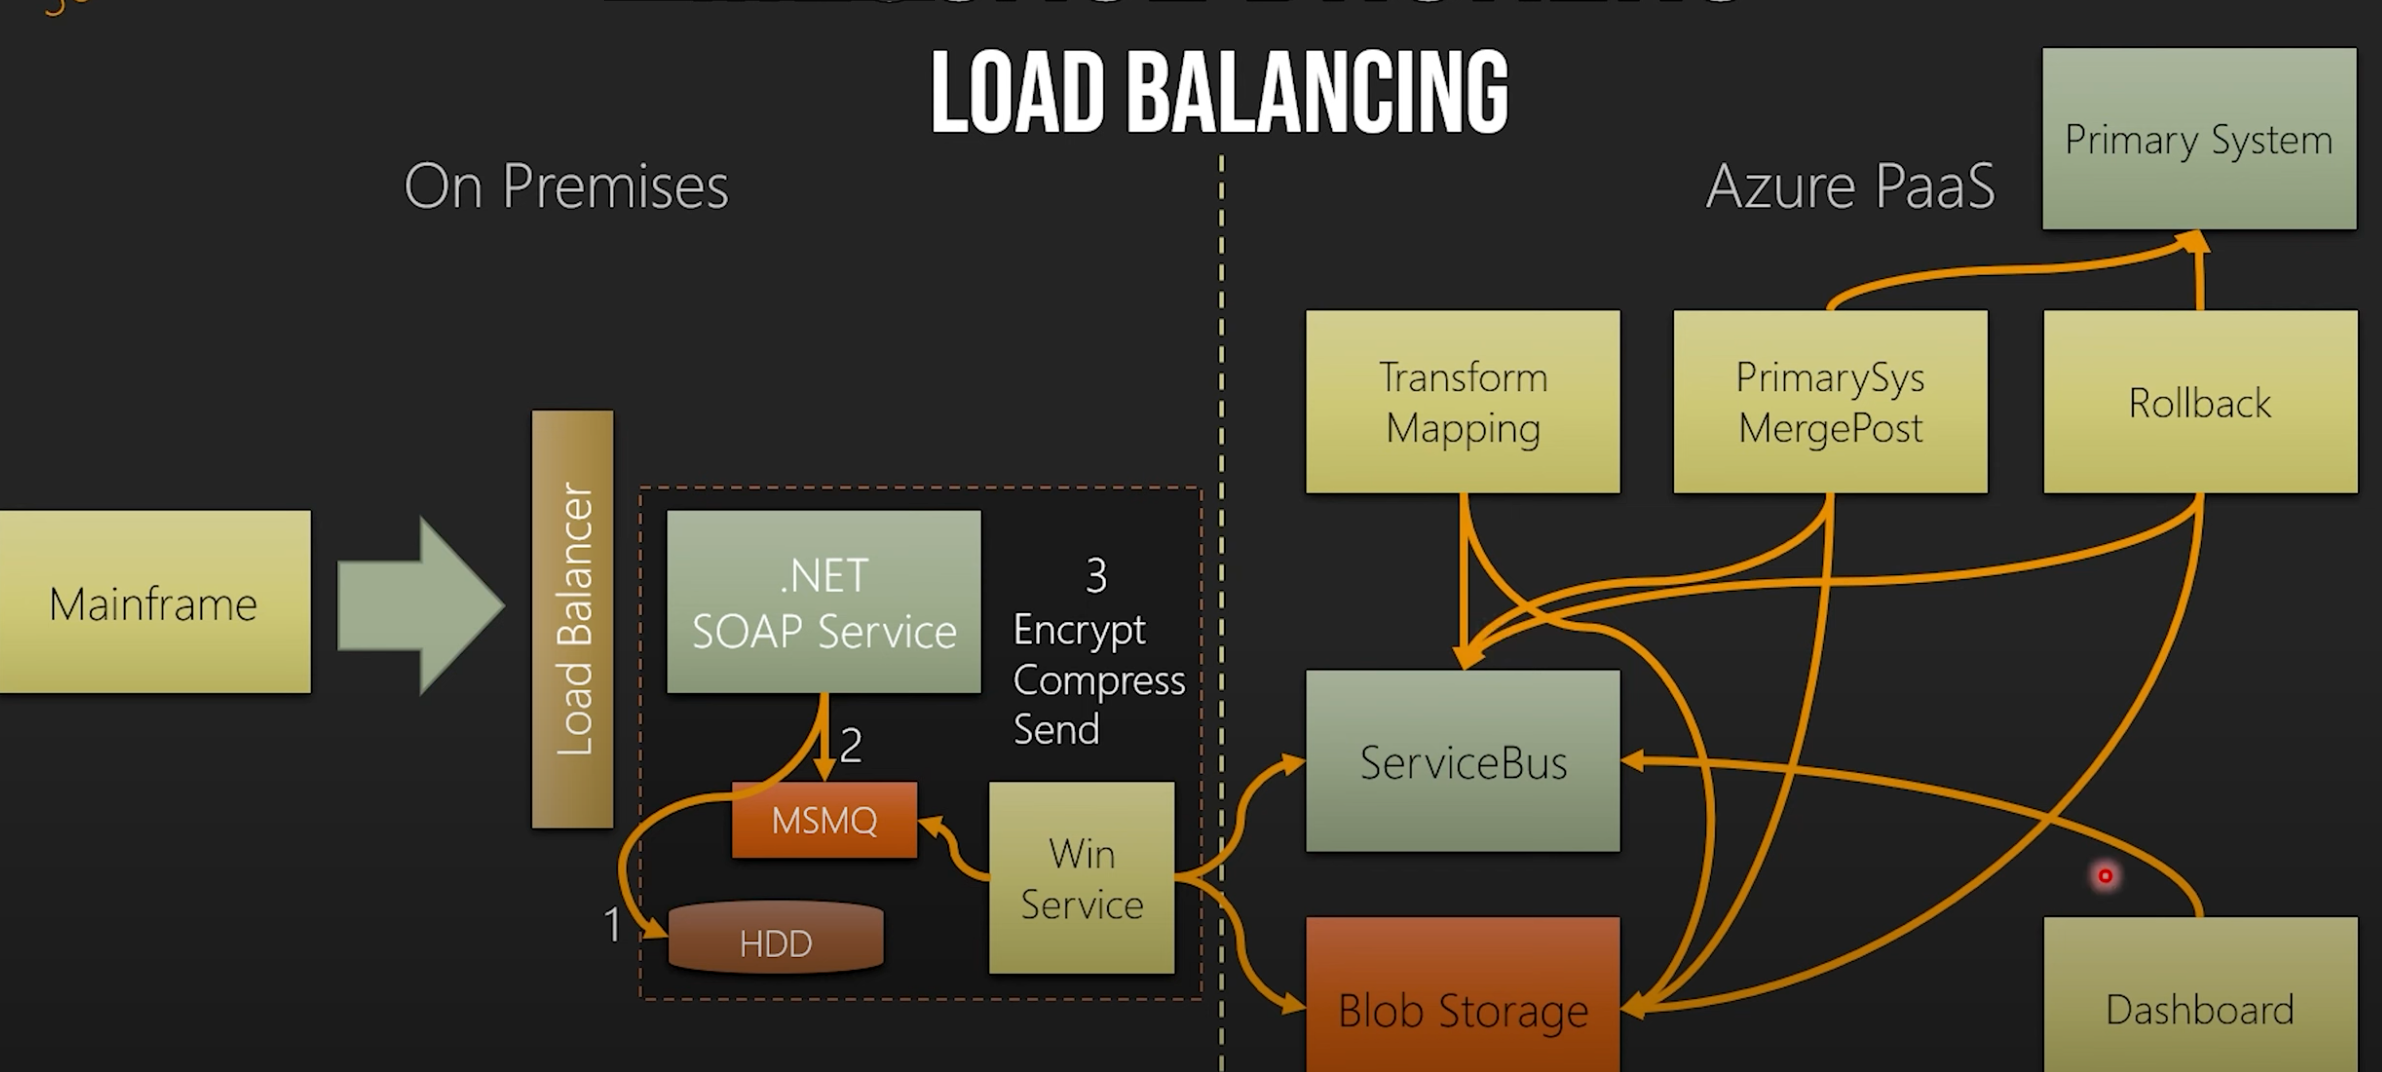 LOAD BALANCING
On Premises
Azure PaaS
Primary System
Transform
Mapping
PrimarySys
MergePost
Rollback
Mainframe
Load Balancer
.NET
SOAP Service
3
Encrypt
Compress
Send
2
MSMQ
Win
Service
1
HDD
ServiceBus
Blob Storage
Dashboard